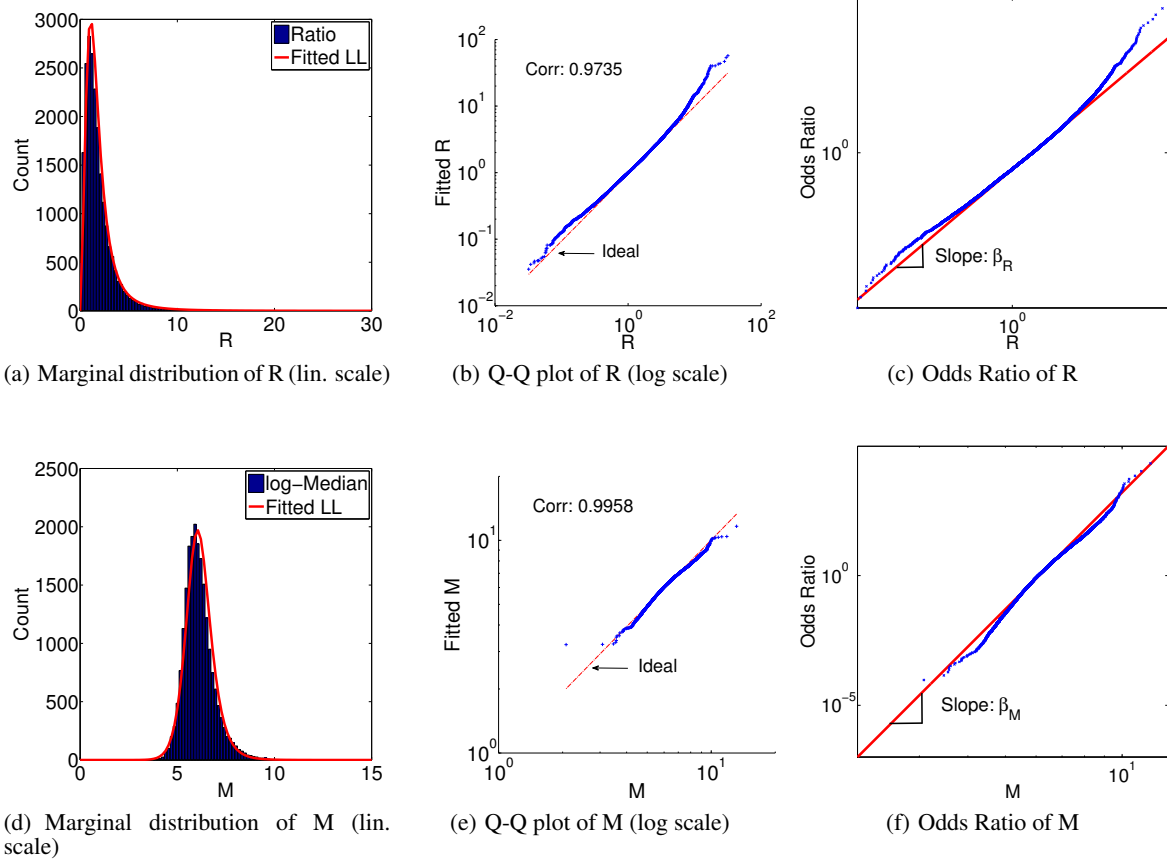 3000
2500
2000
1500
1000
500
0
Count
Ratio
Fitted LL
0 10 20 30
R
(a) Marginal distribution of R (lin. scale)
10^2
10^1
10^0
10^-1
10^-2
Fitted R
Corr: 0.9735
Ideal
10^-2 10^0 10^2
R
(b) Q-Q plot of R (log scale)
10^0
Odds Ratio
Slope: β_R
10^0
R
(c) Odds Ratio of R
2500
2000
1500
1000
500
0
Count
log−Median
Fitted LL
0 5 10 15
M
(d) Marginal distribution of M (lin.
scale)
10^1
10^0
Fitted M
Corr: 0.9958
Ideal
10^0 10^1
M
(e) Q-Q plot of M (log scale)
10^0
10^-5
Odds Ratio
Slope: β_M
10^1
M
(f) Odds Ratio of M